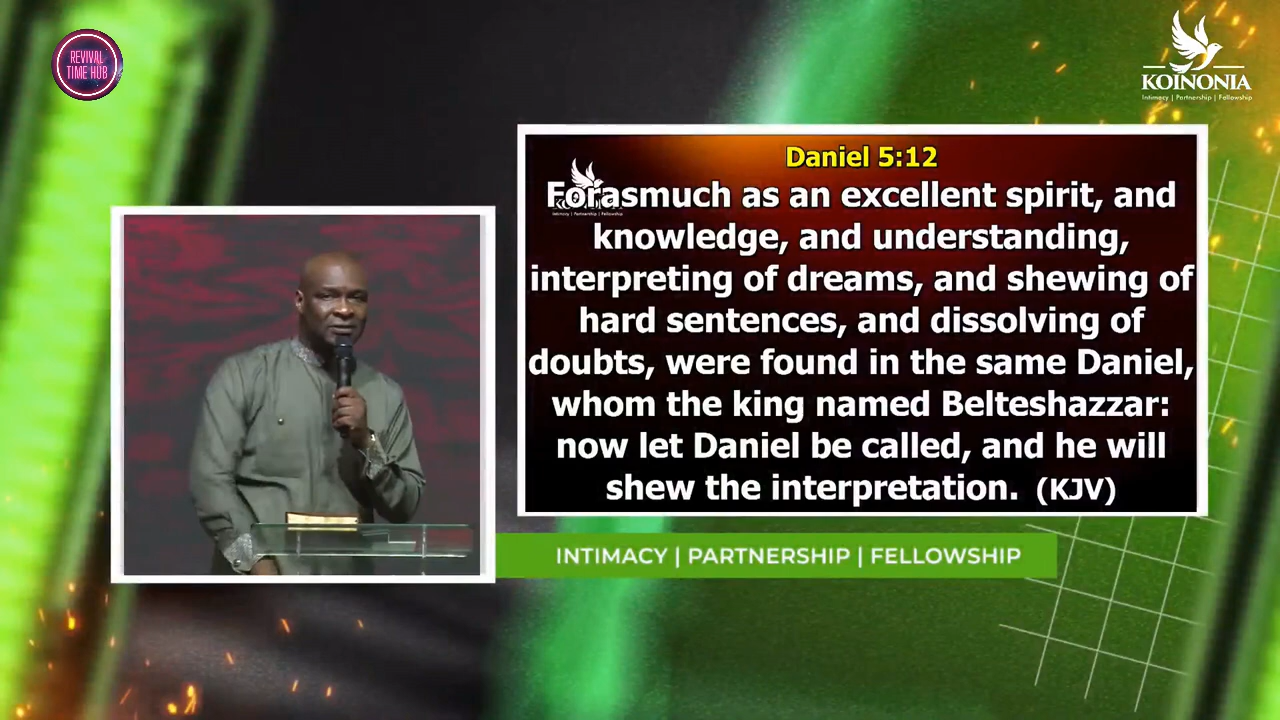 REVIVAL
TIME HUB
KOINONIA
Intimacy | Partnership | Fellowship
Daniel 5:12
Forasmuch as an excellent spirit, and
knowledge, and understanding,
interpreting of dreams, and shewing of
hard sentences, and dissolving of
doubts, were found in the same Daniel,
whom the king named Belteshazzar:
now let Daniel be called, and he will
shew the interpretation. (KJV)
Intimacy | Partnership | Fellowship
INTIMACY | PARTNERSHIP | FELLOWSHIP